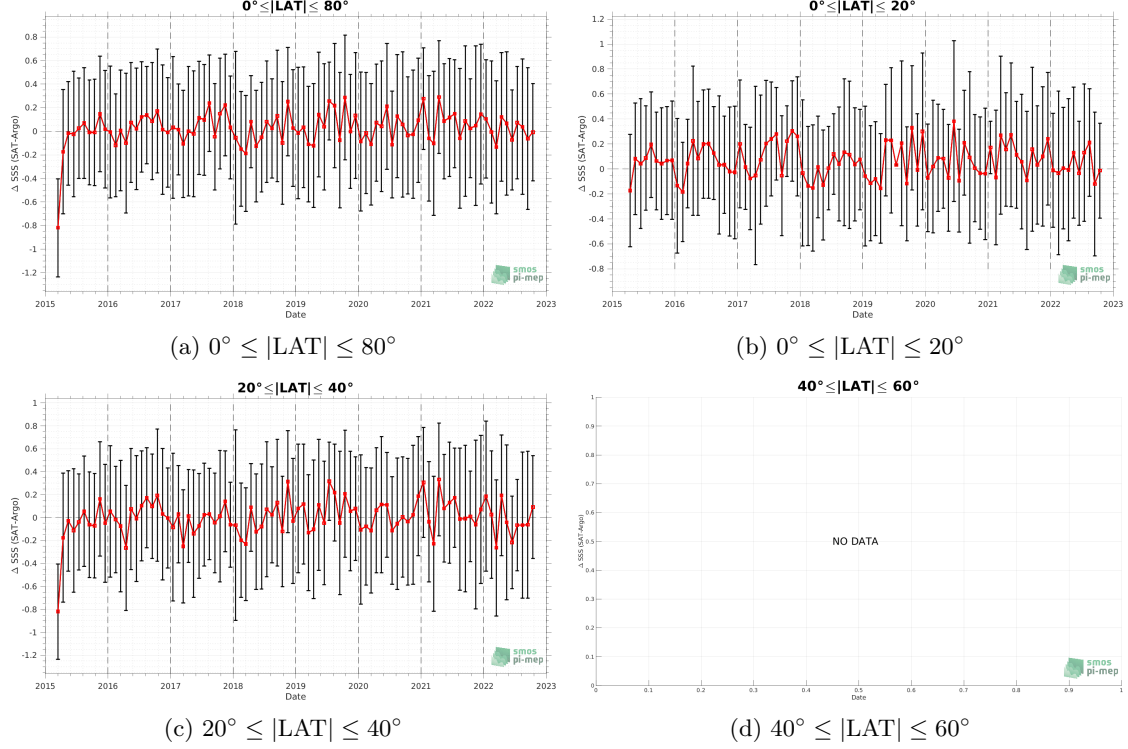 0°≤|LAT|≤ 80°
Δ SSS (SAT-Argo)
0.8
0.6
0.4
0.2
0
-0.2
-0.4
-0.6
-0.8
-1
-1.2
2015 2016 2017 2018 2019 2020 2021 2022 2023
Date
smos
pi-mep
(a) 0° ≤ |LAT| ≤ 80°
0°≤|LAT|≤ 20°
Δ SSS (SAT-Argo)
1.2
1
0.8
0.6
0.4
0.2
0
-0.2
-0.4
-0.6
-0.8
2015 2016 2017 2018 2019 2020 2021 2022 2023
Date
smos
pi-mep
(b) 0° ≤ |LAT| ≤ 20°
20°≤|LAT|≤ 40°
Δ SSS (SAT-Argo)
1
0.8
0.6
0.4
0.2
0
-0.2
-0.4
-0.6
-0.8
-1
-1.2
2015 2016 2017 2018 2019 2020 2021 2022 2023
Date
smos
pi-mep
(c) 20° ≤ |LAT| ≤ 40°
40°≤|LAT|≤ 60°
Δ SSS (SAT-Argo)
1
0.9
0.8
0.7
0.6
0.5
0.4
0.3
0.2
0.1
0
NO DATA
0 0.1 0.2 0.3 0.4 0.5 0.6 0.7 0.8 0.9 1
Date
smos
pi-mep
(d) 40° ≤ |LAT| ≤ 60°